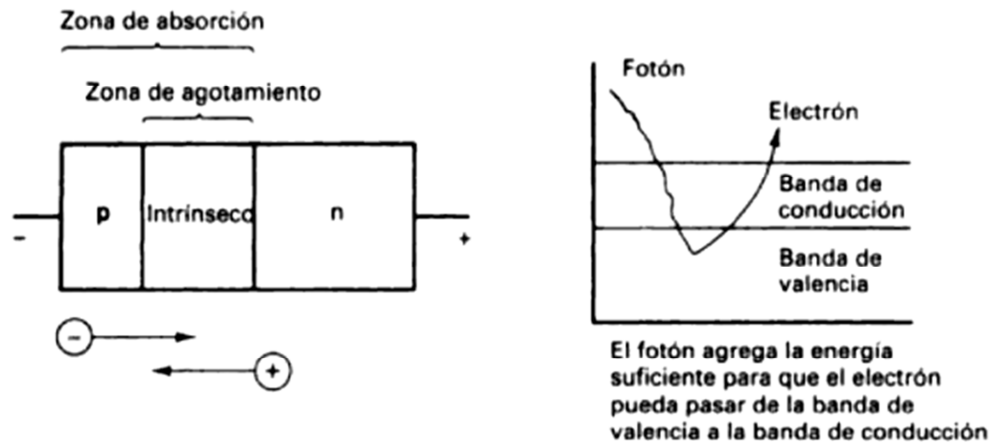 Zona de absorción
Zona de agotamiento
p
Intrínseco
n
-
+
-
+
Fotón
Electrón
Banda de
conducción
Banda de
valencia
El fotón agrega la energía
suficiente para que el electrón
pueda pasar de la banda de
valencia a la banda de conducción